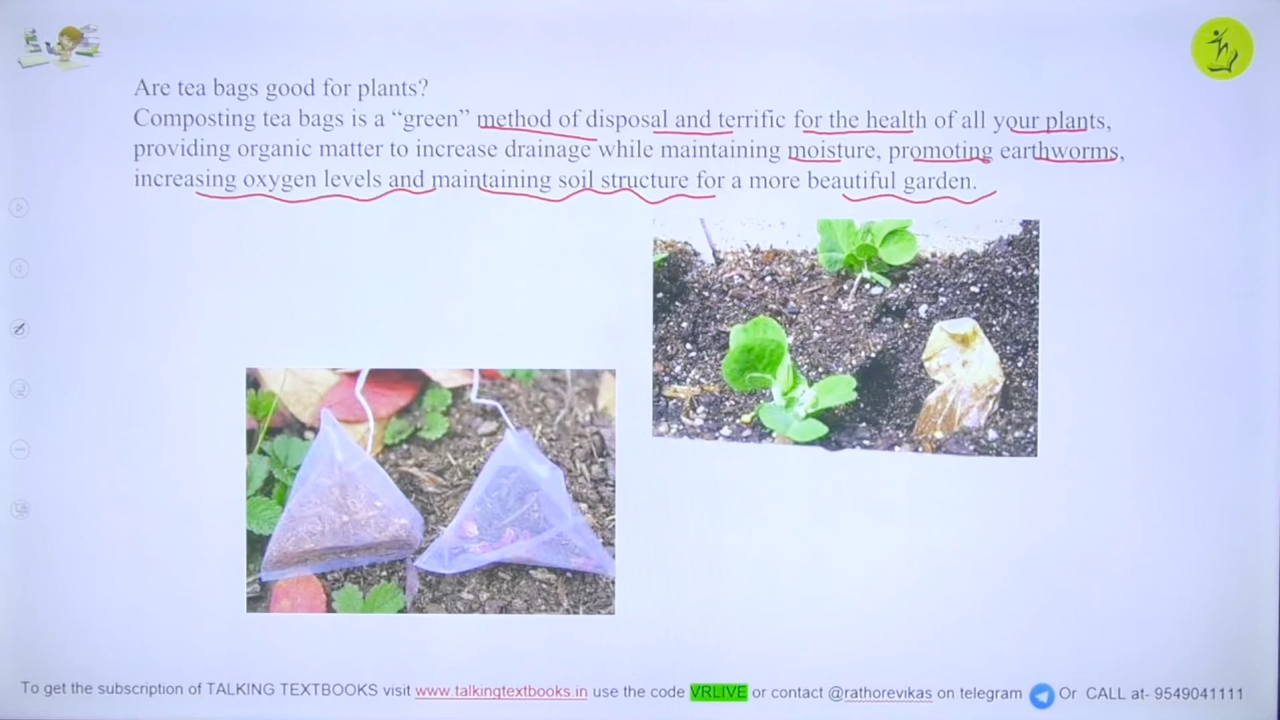 Are tea bags good for plants?
Composting tea bags is a “green” method of disposal and terrific for the health of all your plants,
providing organic matter to increase drainage while maintaining moisture, promoting earthworms,
increasing oxygen levels and maintaining soil structure for a more beautiful garden.
To get the subscription of TALKING TEXTBOOKS visit www.talkingtextbooks.in use the code VRLIVE or contact @rathorevikas on telegram Or CALL at- 9549041111